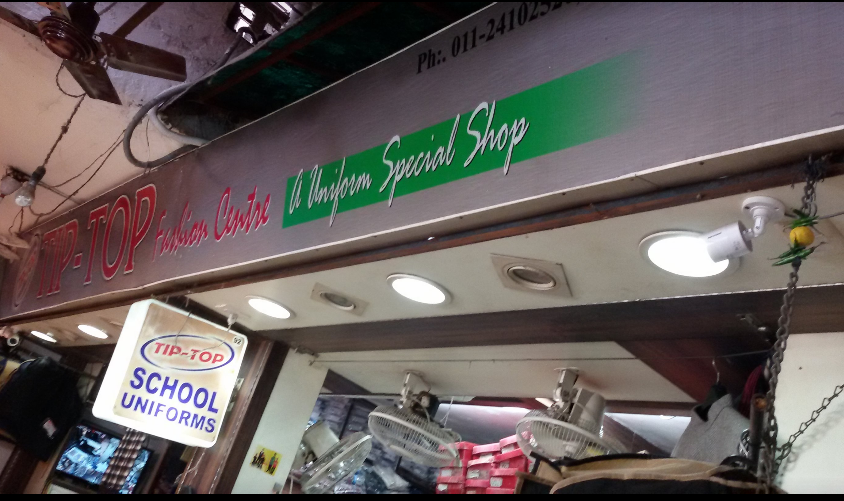 Ph:. 011-241025
TIP-TOP Fashion Centre A Uniform Special Shop
TIP-TOP
SCHOOL
UNIFORMS